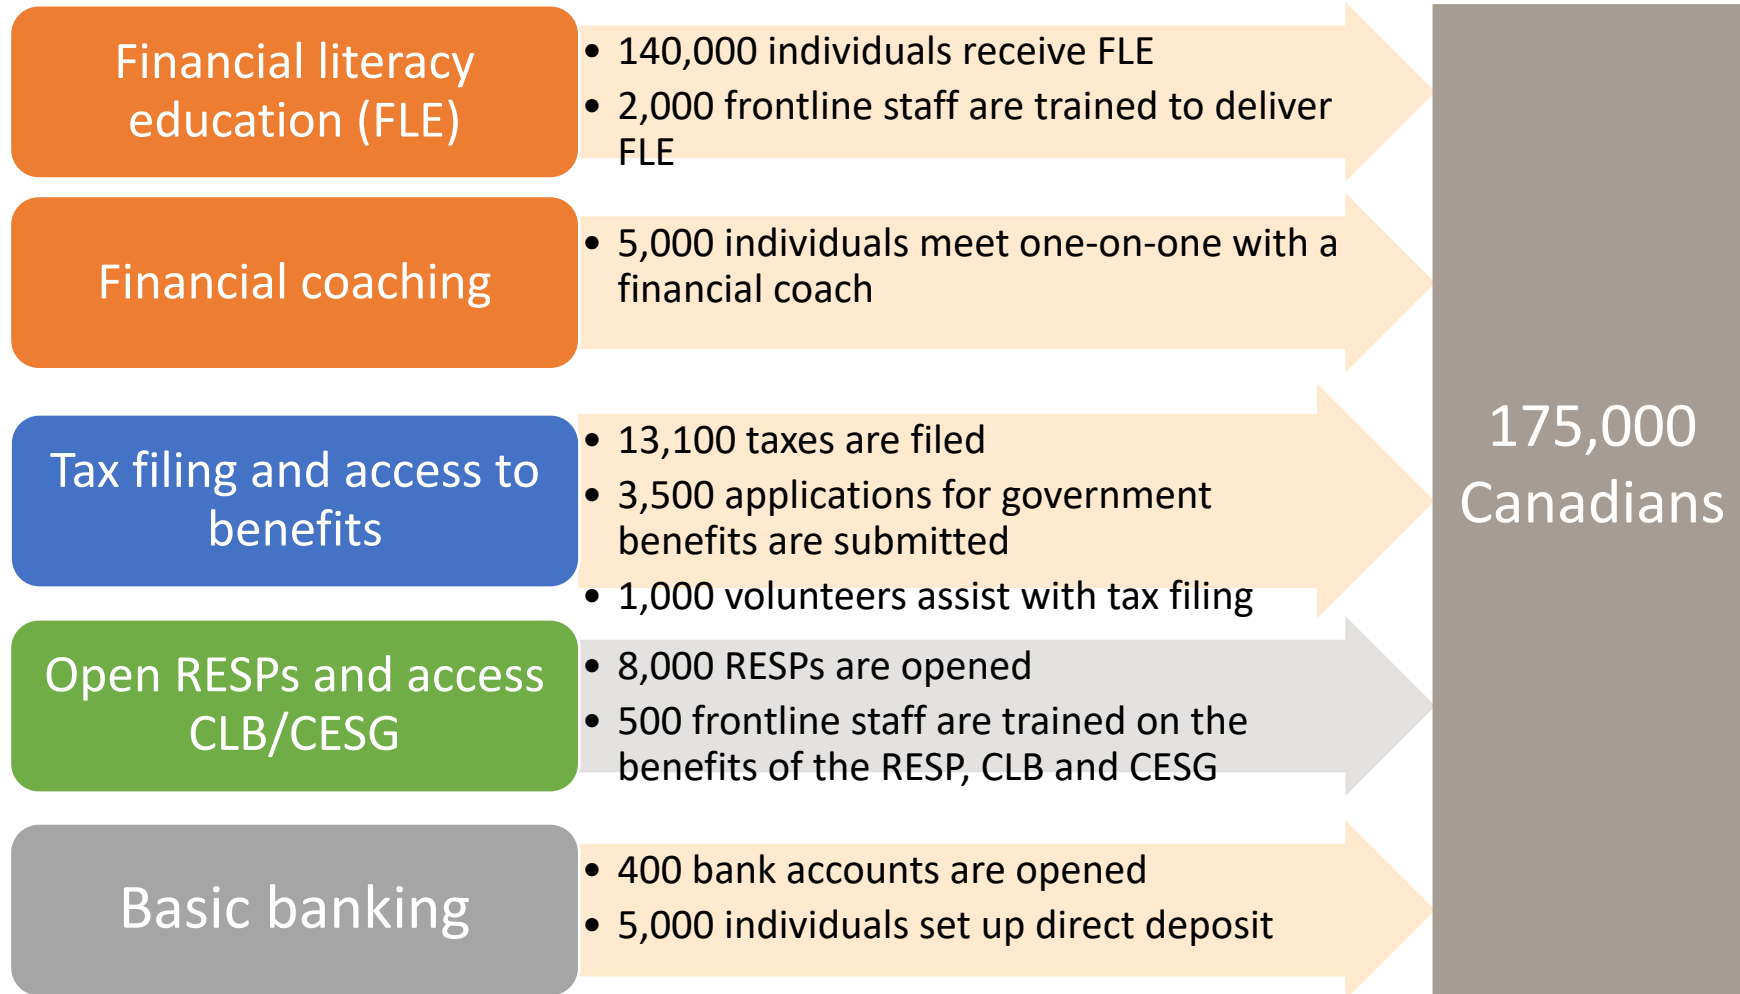 Financial literacy
education (FLE)
• 140,000 individuals receive FLE
• 2,000 frontline staff are trained to deliver
FLE
Financial coaching
• 5,000 individuals meet one-on-one with a
financial coach
Tax filing and access to
benefits
• 13,100 taxes are filed
• 3,500 applications for government
benefits are submitted
• 1,000 volunteers assist with tax filing
Open RESPs and access
CLB/CESG
• 8,000 RESPs are opened
• 500 frontline staff are trained on the
benefits of the RESP, CLB and CESG
Basic banking
• 400 bank accounts are opened
• 5,000 individuals set up direct deposit
175,000
Canadians